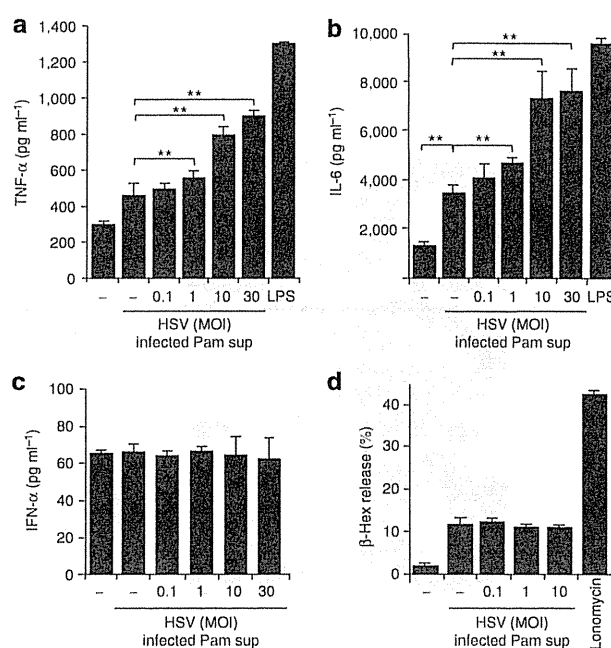 a
1,400
1,200
1,000
800
600
400
200
0
TNF-α (pg ml⁻¹)
**
**
**
– – 0.1 1 10 30 LPS
HSV (MOI)
infected Pam sup
b
10,000
8,000
6,000
4,000
2,000
IL-6 (pg ml⁻¹)
**
**
** **
– – 0.1 1 10 30 LPS
HSV (MOI)
infected Pam sup
c
100
80
60
40
20
0
IFN-α (pg ml⁻¹)
– – 0.1 1 10 30
HSV (MOI)
infected Pam sup
d
40
30
20
10
0
β-Hex release (%)
– – 0.1 1 10
Lonomycin
HSV (MOI)
infected Pam sup